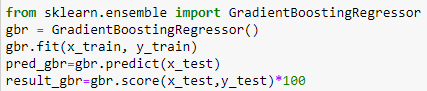 from sklearn.ensemble import GradientBoostingRegressor
gbr = GradientBoostingRegressor()
gbr.fit(x_train, y_train)
pred_gbr=gbr.predict(x_test)
result_gbr=gbr.score(x_test,y_test)*100